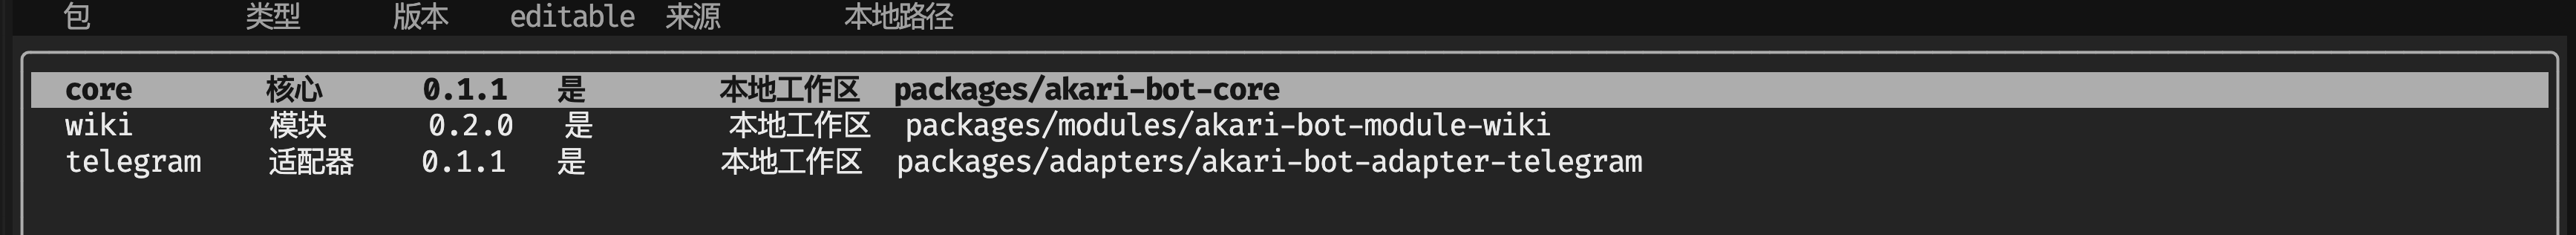 包 类型 版本 editable 来源 本地路径
core 核心 0.1.1 是 本地工作区 packages/akari-bot-core
wiki 模块 0.2.0 是 本地工作区 packages/modules/akari-bot-module-wiki
telegram 适配器 0.1.1 是 本地工作区 packages/adapters/akari-bot-adapter-telegram